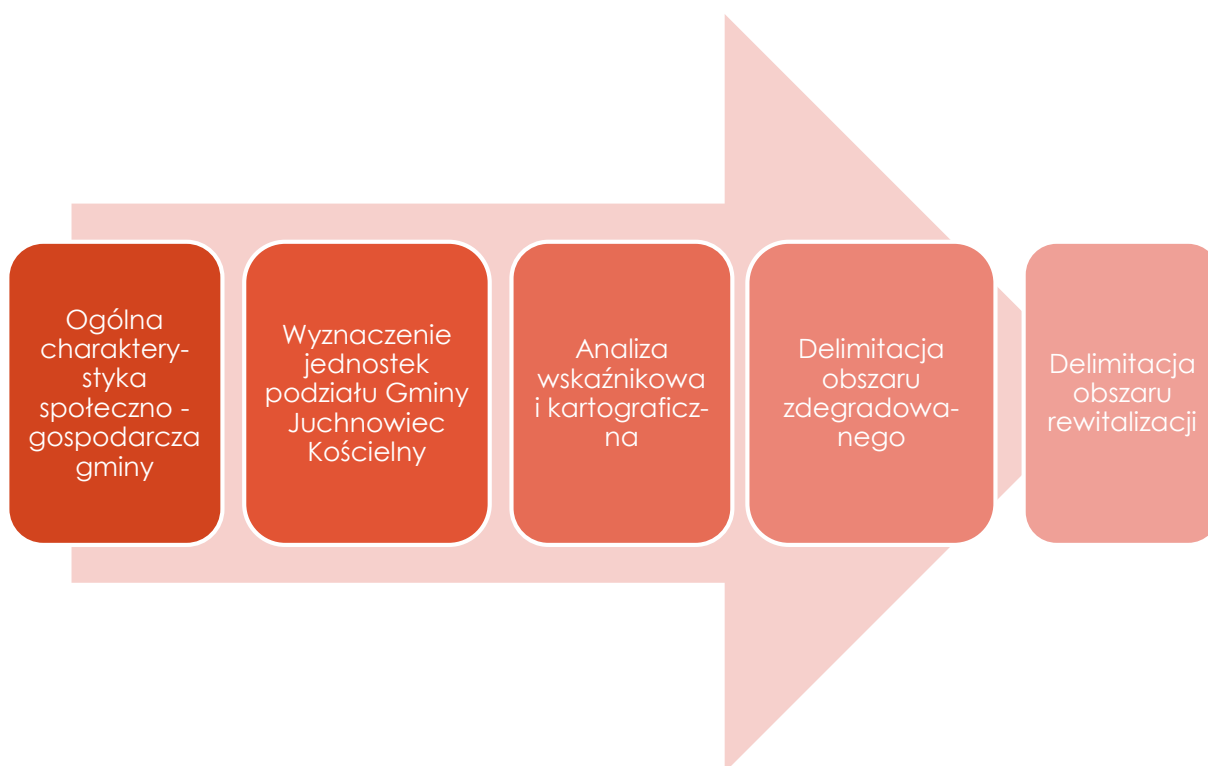 Ogólna
charaktery-
styka
społeczno -
gospodarcza
gminy
Wyznaczenie
jednostek
podziału Gminy
Juchnowiec
Kościelny
Analiza
wskaźnikowa
i kartograficz-
na
Delimitacja
obszaru
zdegradowa-
nego
Delimitacja
obszaru
rewitalizacji